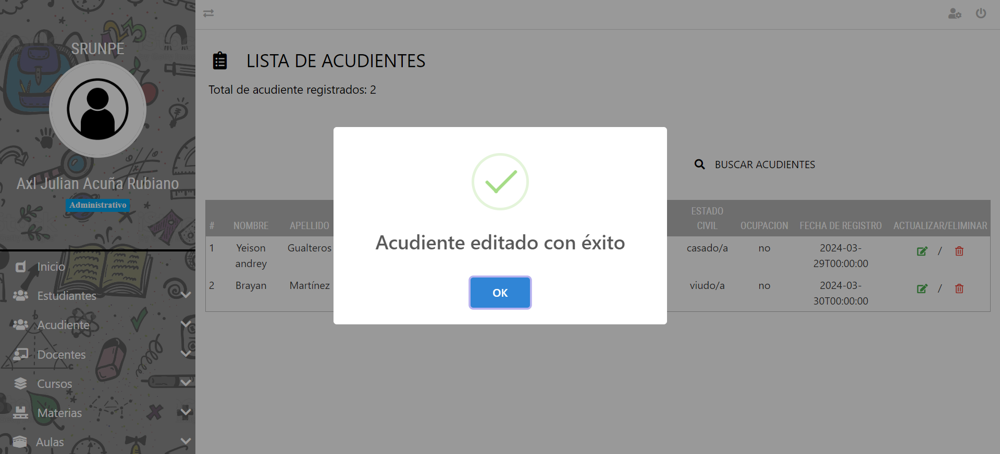 SRUNPE
Axl Julian Acuña Rubiano
Administrativo
Inicio
Estudiantes
Acudiente
Docentes
Cursos
Materias
Aulas
LISTA DE ACUDIENTES
Total de acudiente registrados: 2
BUSCAR ACUDIENTES
# NOMBRE APELLIDO ESTADO CIVIL OCUPACION FECHA DE REGISTRO ACTUALIZAR/ELIMINAR
1 Yeison andrey Gualteros casado/a no 2024-03-29T00:00:00 /
2 Brayan Martínez viudo/a no 2024-03-30T00:00:00 /
Acudiente editado con éxito
OK